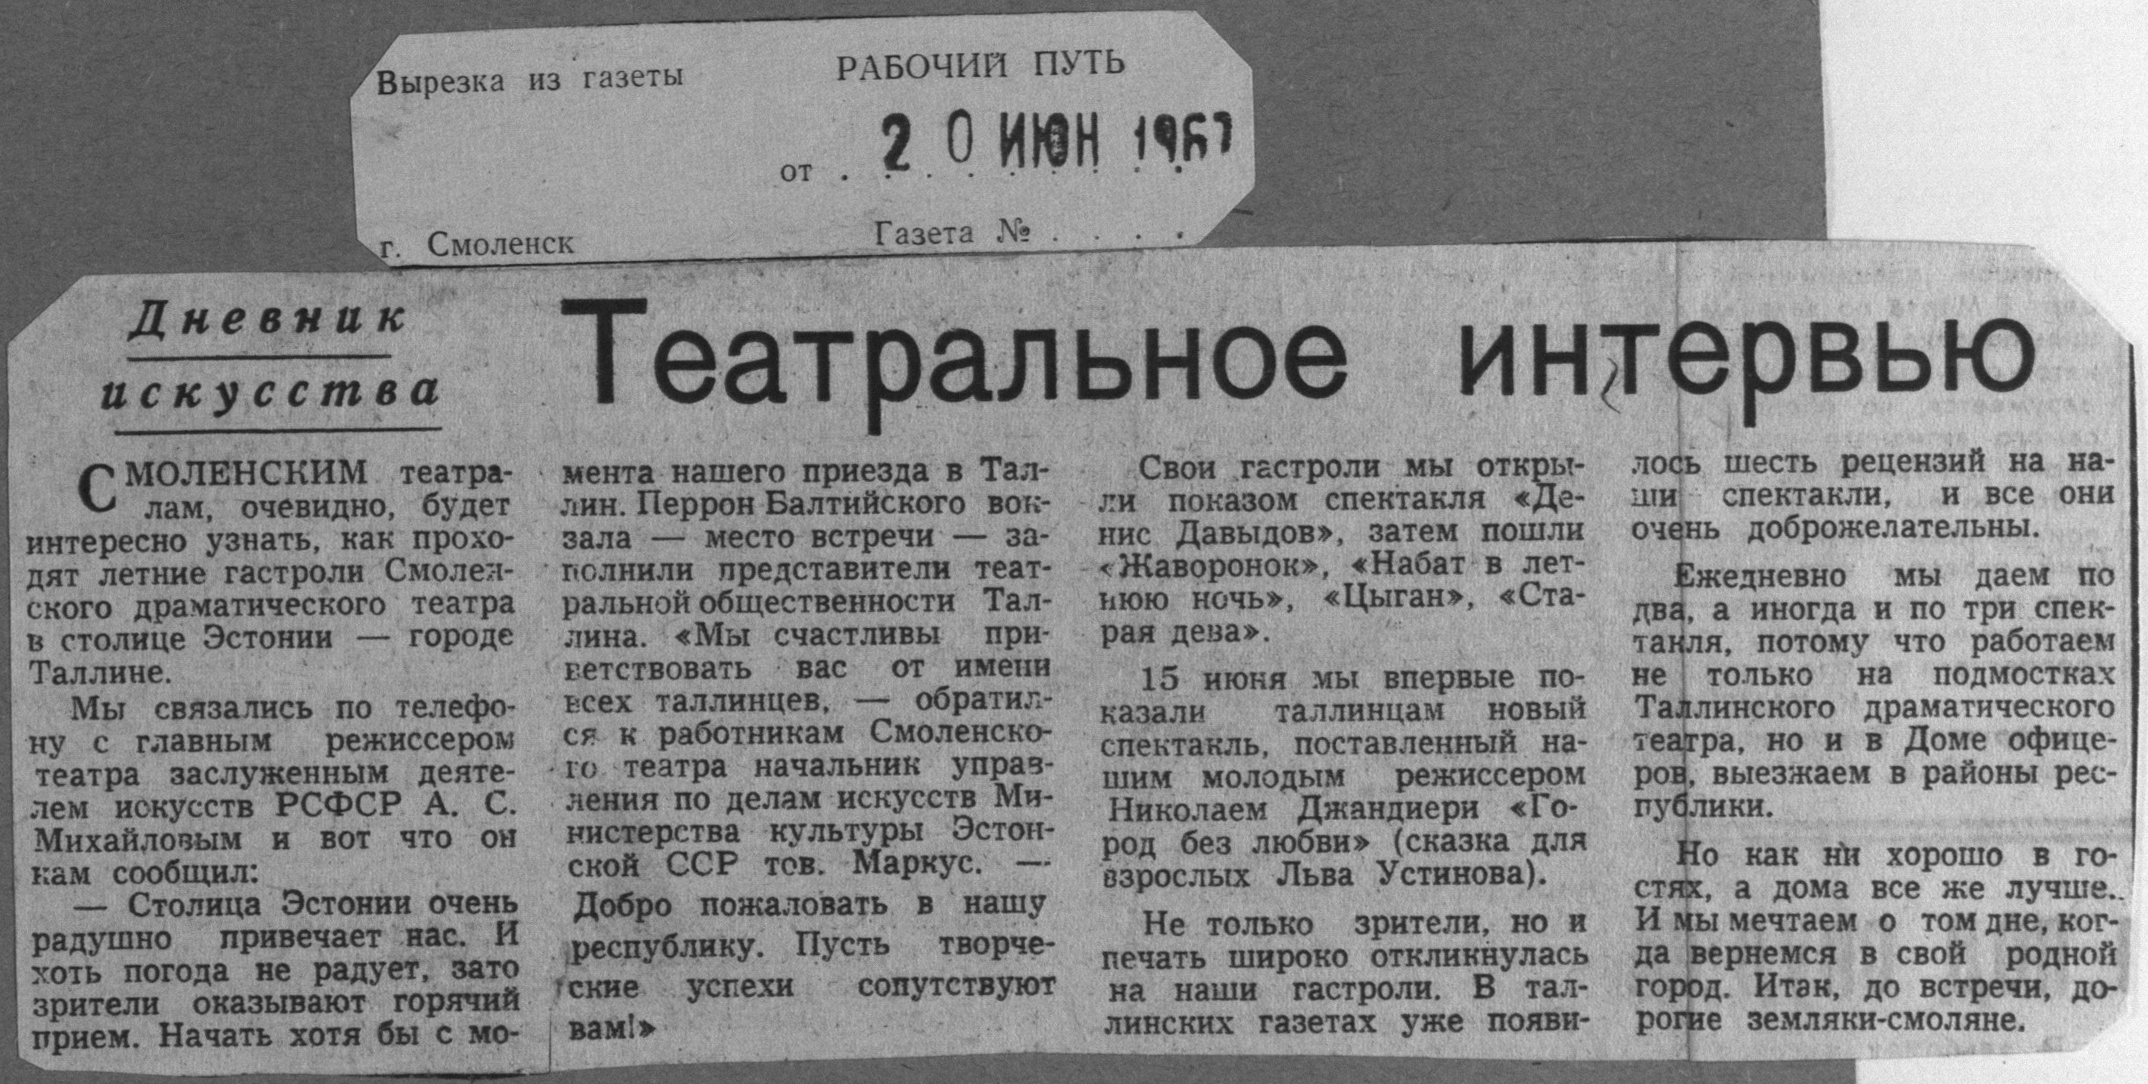 Вырезка из газеты РАБОЧИЙ ПУТЬ
от . 20 ИЮН 1967
г. Смоленск Газета № . . . .
Дневник
искусства
Театральное интервью
СМОЛЕНСКИМ театра-
лам, очевидно, будет
интересно узнать, как прохо-
дят летние гастроли Смолен-
ского драматического театра
в столице Эстонии — городе
Таллине.
Мы связались по телефо-
ну с главным режиссером
театра заслуженным деяте-
лем искусств РСФСР А. С.
Михайловым и вот что он
нам сообщил:
— Столица Эстонии очень
радушно привечает нас. И
хоть погода не радует, зато
зрители оказывают горячий
прием. Начать хотя бы с мо-
мента нашего приезда в Тал-
лин. Перрон Балтийского вок-
зала — место встречи — за-
полнили представители теат-
ральной общественности Тал-
лина. «Мы счастливы при-
ветствовать вас от имени
всех таллинцев, — обратил-
ся к работникам Смоленско-
го театра начальник управ-
ления по делам искусств Ми-
нистерства культуры Эстон-
ской ССР тов. Маркус. —
Добро пожаловать в нашу
республику. Пусть творче-
ские успехи сопутствуют
вам!»
Свои гастроли мы откры-
ли показом спектакля «Де-
нис Давыдов», затем пошли
«Жаворонок», «Набат в лет-
нюю ночь», «Цыган», «Ста-
рая дева».
15 июня мы впервые по-
казали таллинцам новый
спектакль, поставленный на-
шим молодым режиссером
Николаем Джандиери «Го-
род без любви» (сказка для
взрослых Льва Устинова).
Не только зрители, но и
печать широко откликнулась
на наши гастроли. В тал-
линских газетах уже появи-
лось шесть рецензий на на-
ши спектакли, и все они
очень доброжелательны.
Ежедневно мы даем по
два, а иногда и по три спек-
такля, потому что работаем
не только на подмостках
Таллинского драматического
театра, но и в Доме офице-
ров, выезжаем в районы рес-
публики.
Но как ни хорошо в го-
стях, а дома все же лучше..
И мы мечтаем о том дне, ког-
да вернемся в свой родной
город. Итак, до встречи, до-
рогие земляки-смоляне.